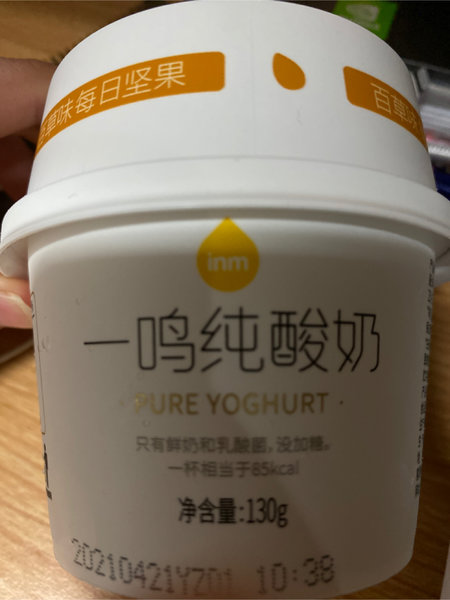 草味每日坚果
百草味
inm
一鸣纯酸奶
PURE YOGHURT
只有鲜奶和乳酸菌,没加糖。
一杯相当于85kcal
净含量:130g
20210421YZ01 10:38